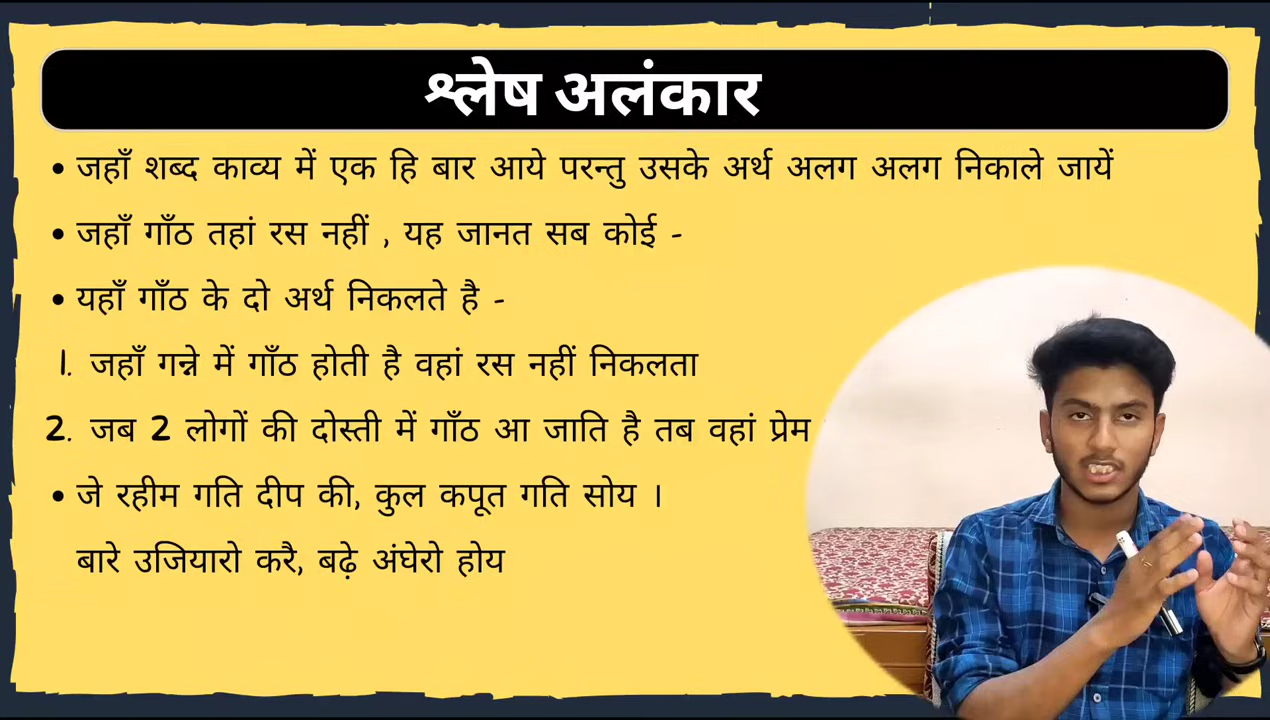 श्लेष अलंकार
• जहाँ शब्द काव्य में एक हि बार आये परन्तु उसके अर्थ अलग अलग निकाले जायें
• जहाँ गाँठ तहां रस नहीं , यह जानत सब कोई -
• यहाँ गाँठ के दो अर्थ निकलते है -
1. जहाँ गन्ने में गाँठ होती है वहां रस नहीं निकलता
2. जब 2 लोगों की दोस्ती में गाँठ आ जाति है तब वहां प्रेम
• जे रहीम गति दीप की, कुल कपूत गति सोय ।
बारे उजियारो करै, बढ़े अंघेरो होय